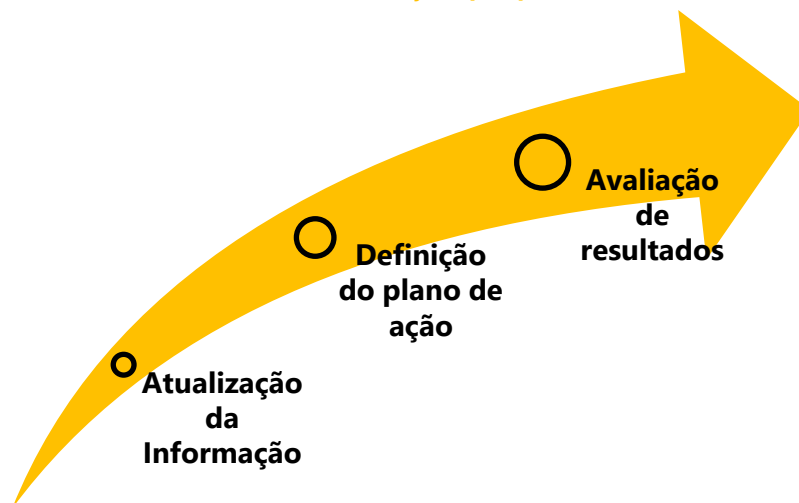 Avaliação
de
resultados
Definição
do plano de
ação
Atualização
da
Informação